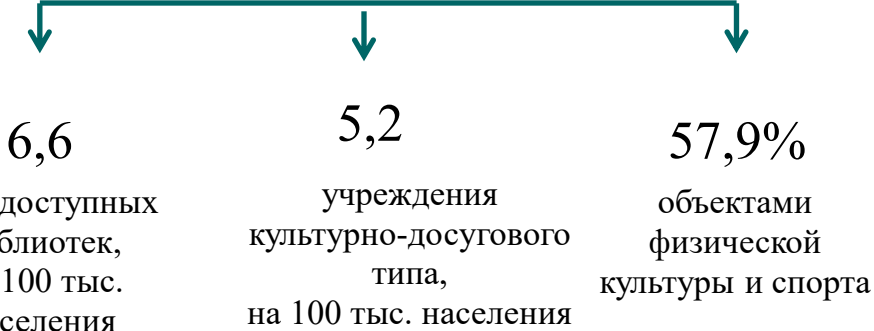 6,6
доступных
блиотек,
100 тыс.
селения
5,2
учреждения
культурно-досугового
типа,
на 100 тыс. населения
57,9%
объектами
физической
культуры и спорта